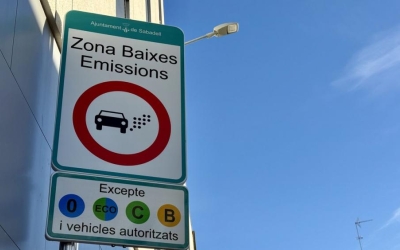 Ajuntament de Sabadell
Zona Baixes
Emissions
Excepte
0 ECO C B
i vehicles autoritzats